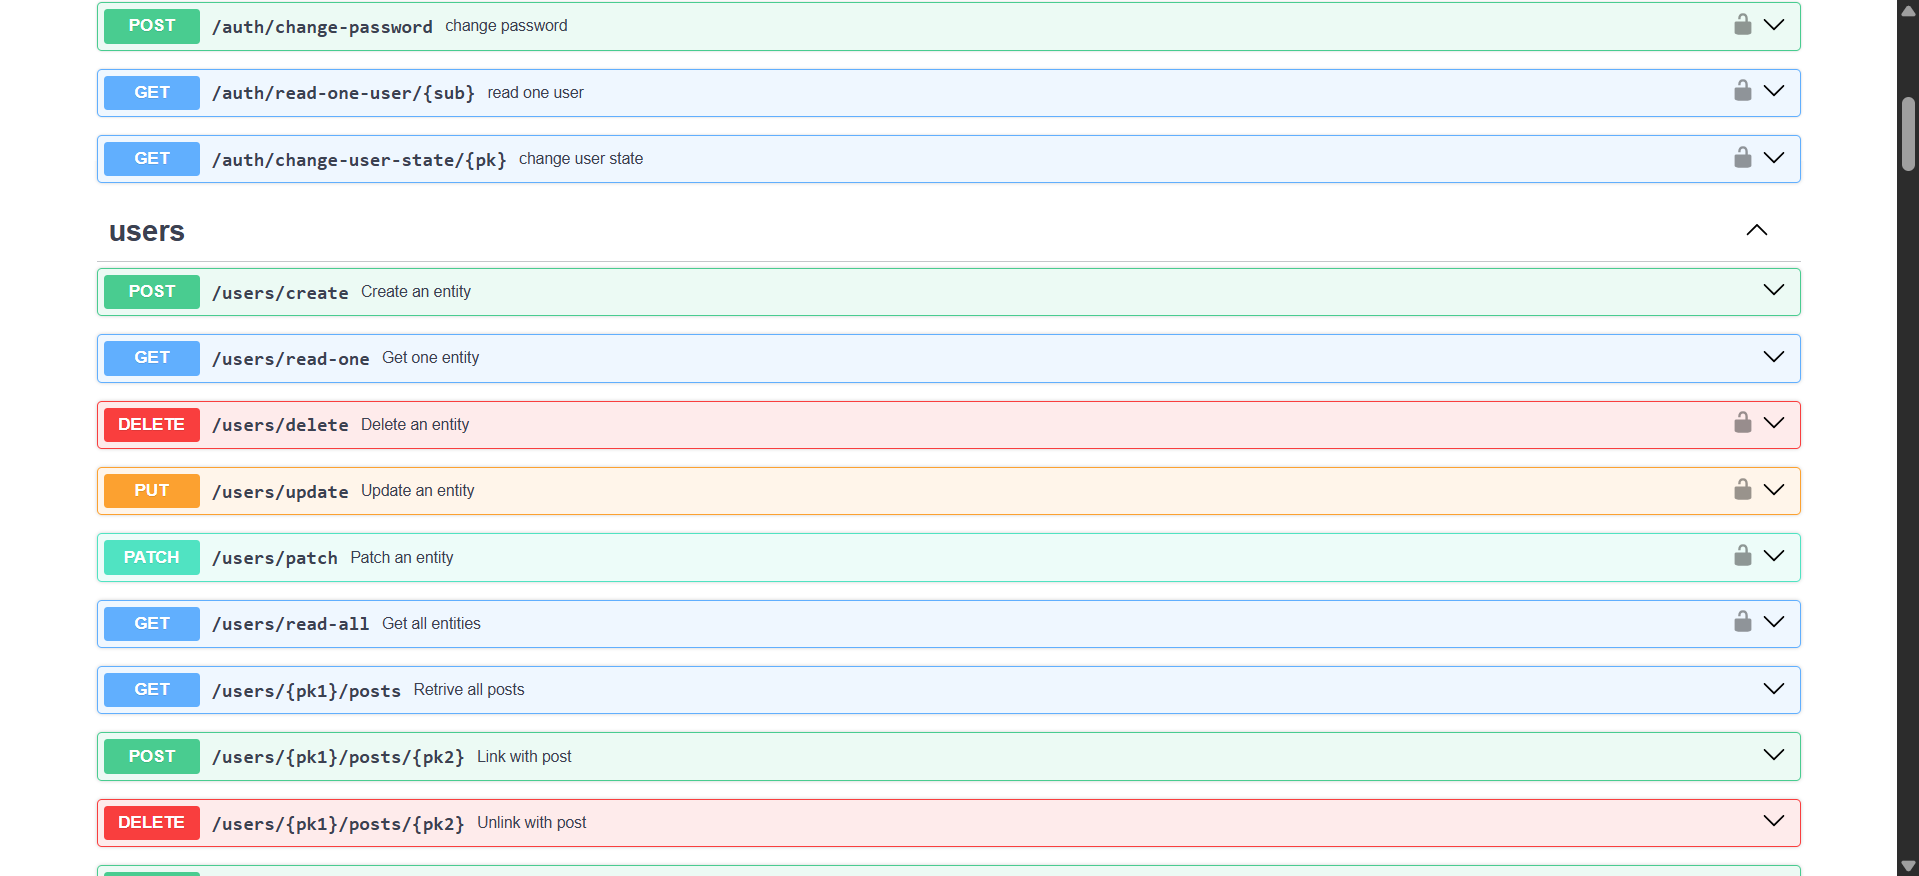 POST /auth/change-password change password
GET /auth/read-one-user/{sub} read one user
GET /auth/change-user-state/{pk} change user state
users
POST /users/create Create an entity
GET /users/read-one Get one entity
DELETE /users/delete Delete an entity
PUT /users/update Update an entity
PATCH /users/patch Patch an entity
GET /users/read-all Get all entities
GET /users/{pk1}/posts Retrive all posts
POST /users/{pk1}/posts/{pk2} Link with post
DELETE /users/{pk1}/posts/{pk2} Unlink with post